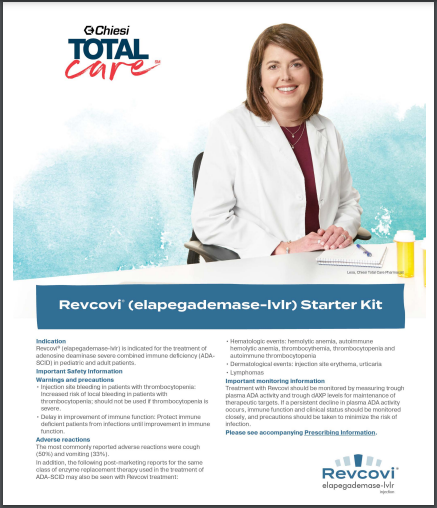 Chiesi
TOTAL
care SM
Lena, Chiesi Total Care Pharmacist
Revcovi® (elapegademase-lvlr) Starter Kit
Indication
Revcovi® (elapegademase-lvlr) is indicated for the treatment of
adenosine deaminase severe combined immune deficiency (ADA-
SCID) in pediatric and adult patients.
Important Safety Information
Warnings and precautions
• Injection site bleeding in patients with thrombocytopenia:
Increased risk of local bleeding in patients with
thrombocytopenia; should not be used if thrombocytopenia is
severe.
• Delay in improvement of immune function: Protect immune
deficient patients from infections until improvement in immune
function.
Adverse reactions
The most commonly reported adverse reactions were cough
(50%) and vomiting (33%).
In addition, the following post-marketing reports for the same
class of enzyme replacement therapy used in the treatment of
ADA-SCID may also be seen with Revcovi treatment:
• Hematologic events: hemolytic anemia, autoimmune
hemolytic anemia, thrombocythemia, thrombocytopenia and
autoimmune thrombocytopenia
• Dermatological events: injection site erythema, urticaria
• Lymphomas
Important monitoring information
Treatment with Revcovi should be monitored by measuring trough
plasma ADA activity and trough dAXP levels for maintenance of
therapeutic targets. If a persistent decline in plasma ADA activity
occurs, immune function and clinical status should be monitored
closely, and precautions should be taken to minimize the risk of
infection.
Please see accompanying Prescribing Information.
Revcovi®
elapegademase-lvlr
injection